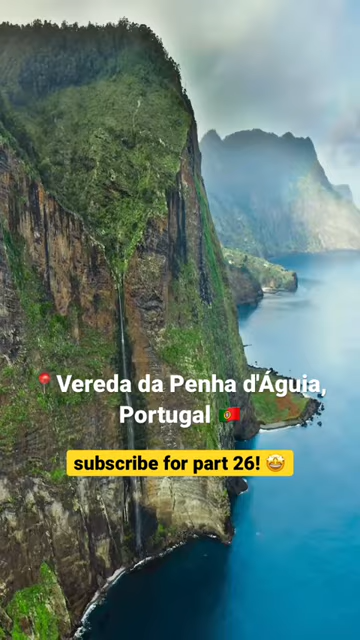 📍Vereda da Penha d'Águia,
Portugal 🇵🇹
subscribe for part 26! 🤩